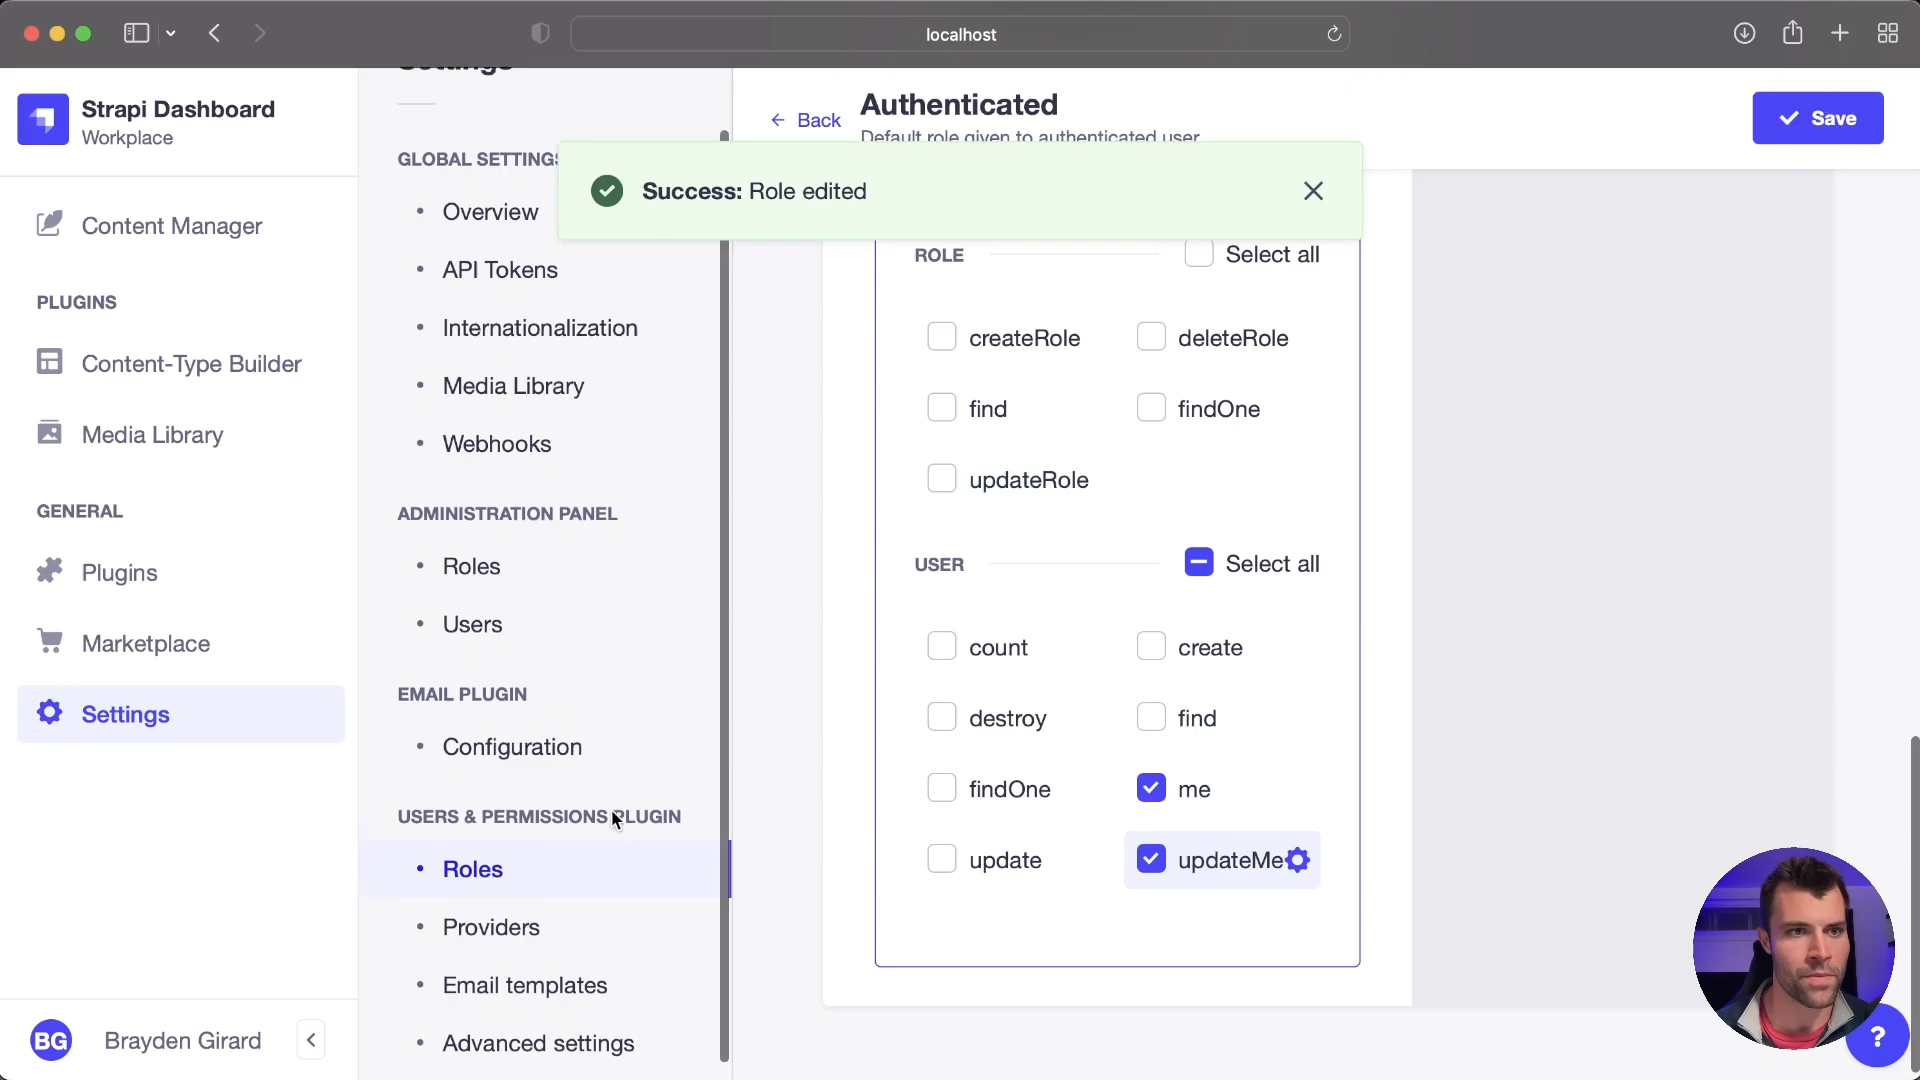 localhost
Strapi Dashboard
Workplace
Content Manager
PLUGINS
Content-Type Builder
Media Library
GENERAL
Plugins
Marketplace
Settings
BG
Brayden Girard
Settings
GLOBAL SETTINGS
Overview
API Tokens
Internationalization
Media Library
Webhooks
ADMINISTRATION PANEL
Roles
Users
EMAIL PLUGIN
Configuration
USERS & PERMISSIONS PLUGIN
Roles
Providers
Email templates
Advanced settings
Back
Authenticated
Default role given to authenticated user.
Save
Success: Role edited
ROLE
Select all
createRole
deleteRole
find
findOne
updateRole
USER
Select all
count
create
destroy
find
findOne
me
update
updateMe
?